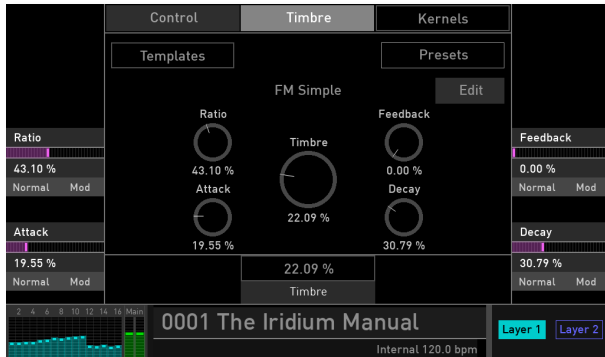 Control Timbre Kernels
Templates Presets
FM Simple Edit
Ratio Feedback
Timbre
43.10 % 0.00 %
Attack Decay
22.09 %
19.55 % 30.79 %
22.09 %
Timbre
Ratio
43.10 %
Normal Mod
Attack
19.55 %
Normal Mod
Feedback
0.00 %
Normal Mod
Decay
30.79 %
Normal Mod
2 4 6 8 10 12 14 16 Main
0001 The Iridium Manual
Internal 120.0 bpm
Layer 1 Layer 2